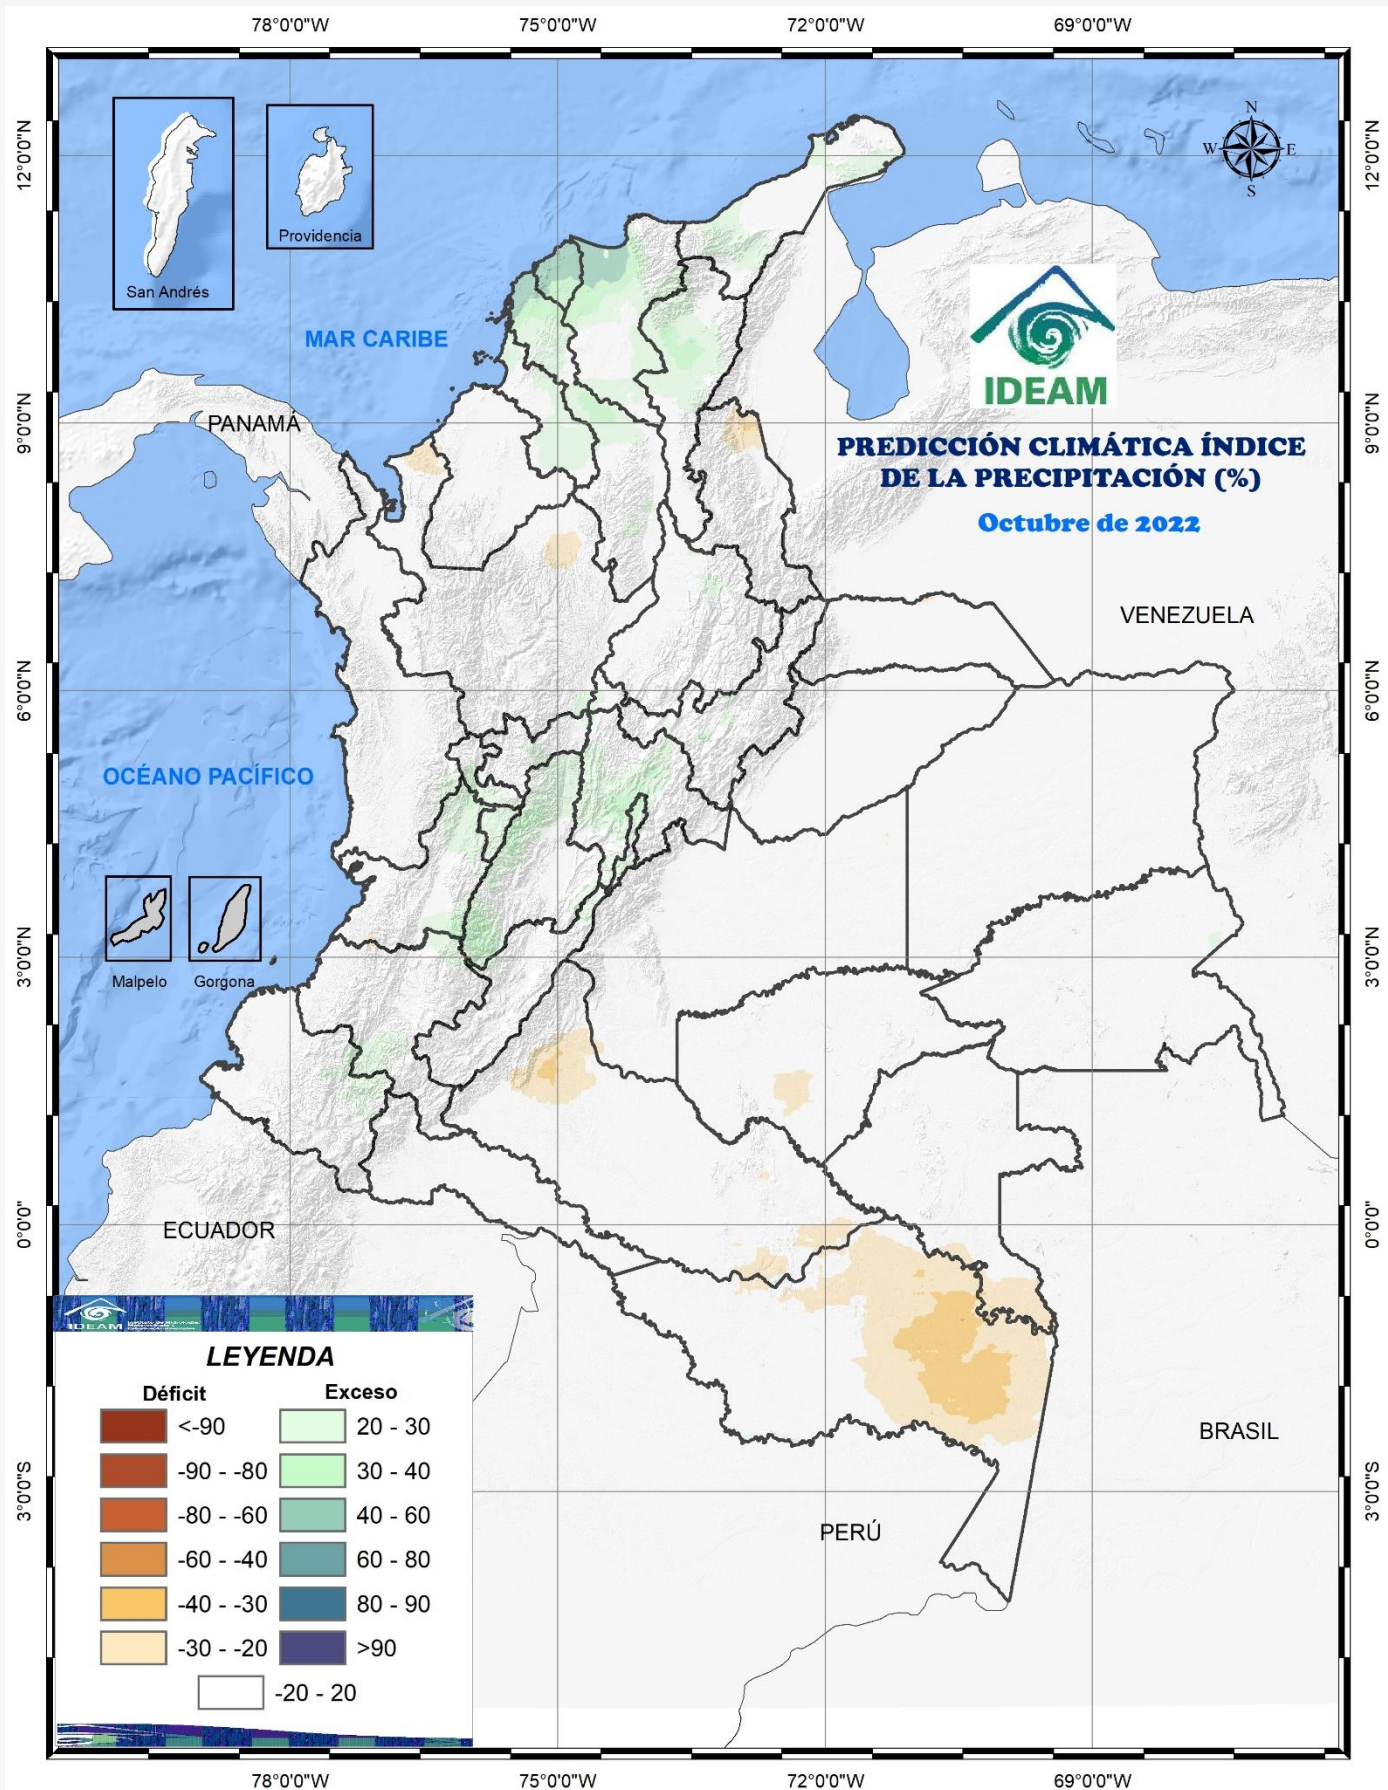 78°0'0"W
75°0'0"W
72°0'0"W
69°0'0"W
12°0'0"N
12°0'0"N
N
W
E
S
San Andrés
Providencia
MAR CARIBE
IDEAM
9°0'0"N
9°0'0"N
PANAMÁ
PREDICCIÓN CLIMÁTICA ÍNDICE
DE LA PRECIPITACIÓN (%)
Octubre de 2022
VENEZUELA
6°0'0"N
6°0'0"N
OCÉANO PACÍFICO
3°0'0"N
3°0'0"N
Malpelo
Gorgona
0°0'0"
0°0'0"
ECUADOR
IDEAM
LEYENDA
Déficit
Exceso
<-90
20 - 30
-90 - -80
30 - 40
-80 - -60
40 - 60
-60 - -40
60 - 80
-40 - -30
80 - 90
-30 - -20
>90
-20 - 20
BRASIL
3°0'0"S
3°0'0"S
PERÚ
78°0'0"W
75°0'0"W
72°0'0"W
69°0'0"W